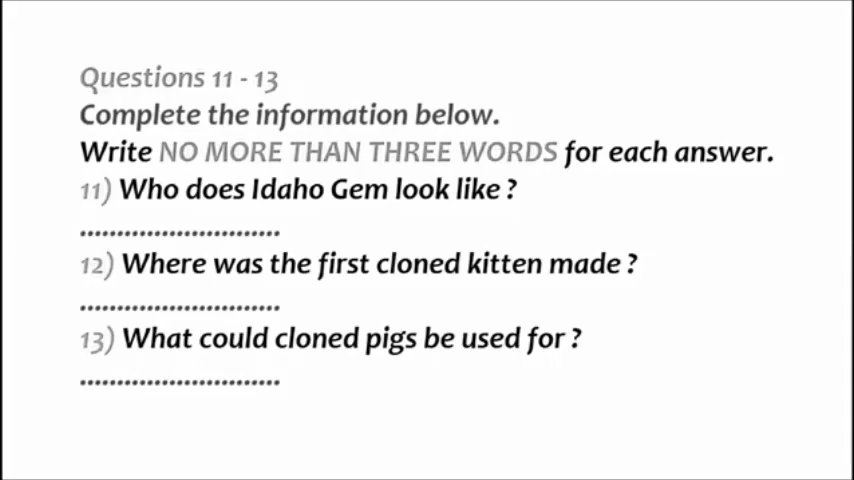 Questions 11 - 13
Complete the information below.
Write NO MORE THAN THREE WORDS for each answer.
11) Who does Idaho Gem look like ?
...........................
12) Where was the first cloned kitten made ?
...........................
13) What could cloned pigs be used for ?
...........................